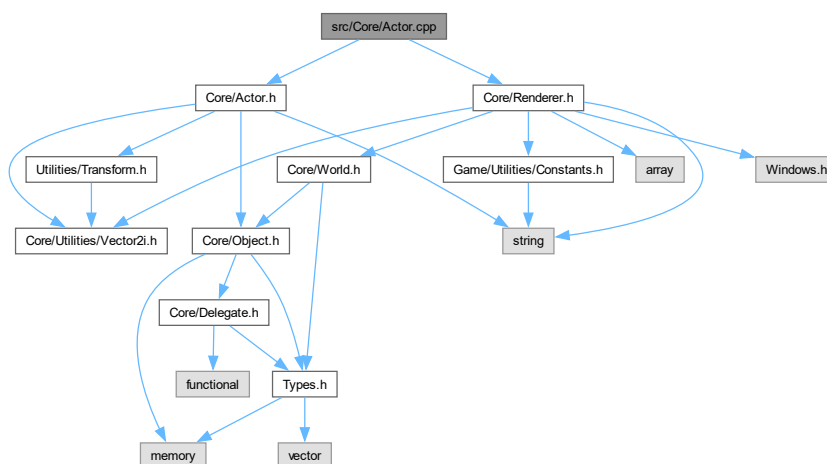 src/Core/Actor.cpp
Core/Actor.h
Core/Renderer.h
Utilities/Transform.h
Core/World.h
Game/Utilities/Constants.h
array
Windows.h
Core/Utilities/Vector2i.h
Core/Object.h
string
Core/Delegate.h
functional
Types.h
memory
vector